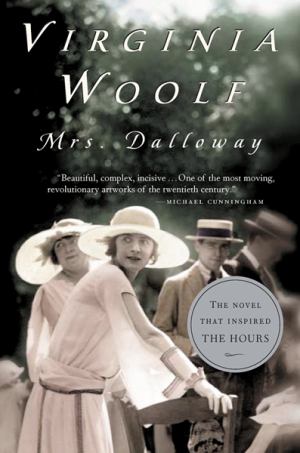 VIRGINIA
WOOLF
Mrs. Dalloway
"Beautiful, complex, incisive . . . One of the most moving,
revolutionary artworks of the twentieth century."
—MICHAEL CUNNINGHAM
THE NOVEL
THAT INSPIRED
THE HOURS